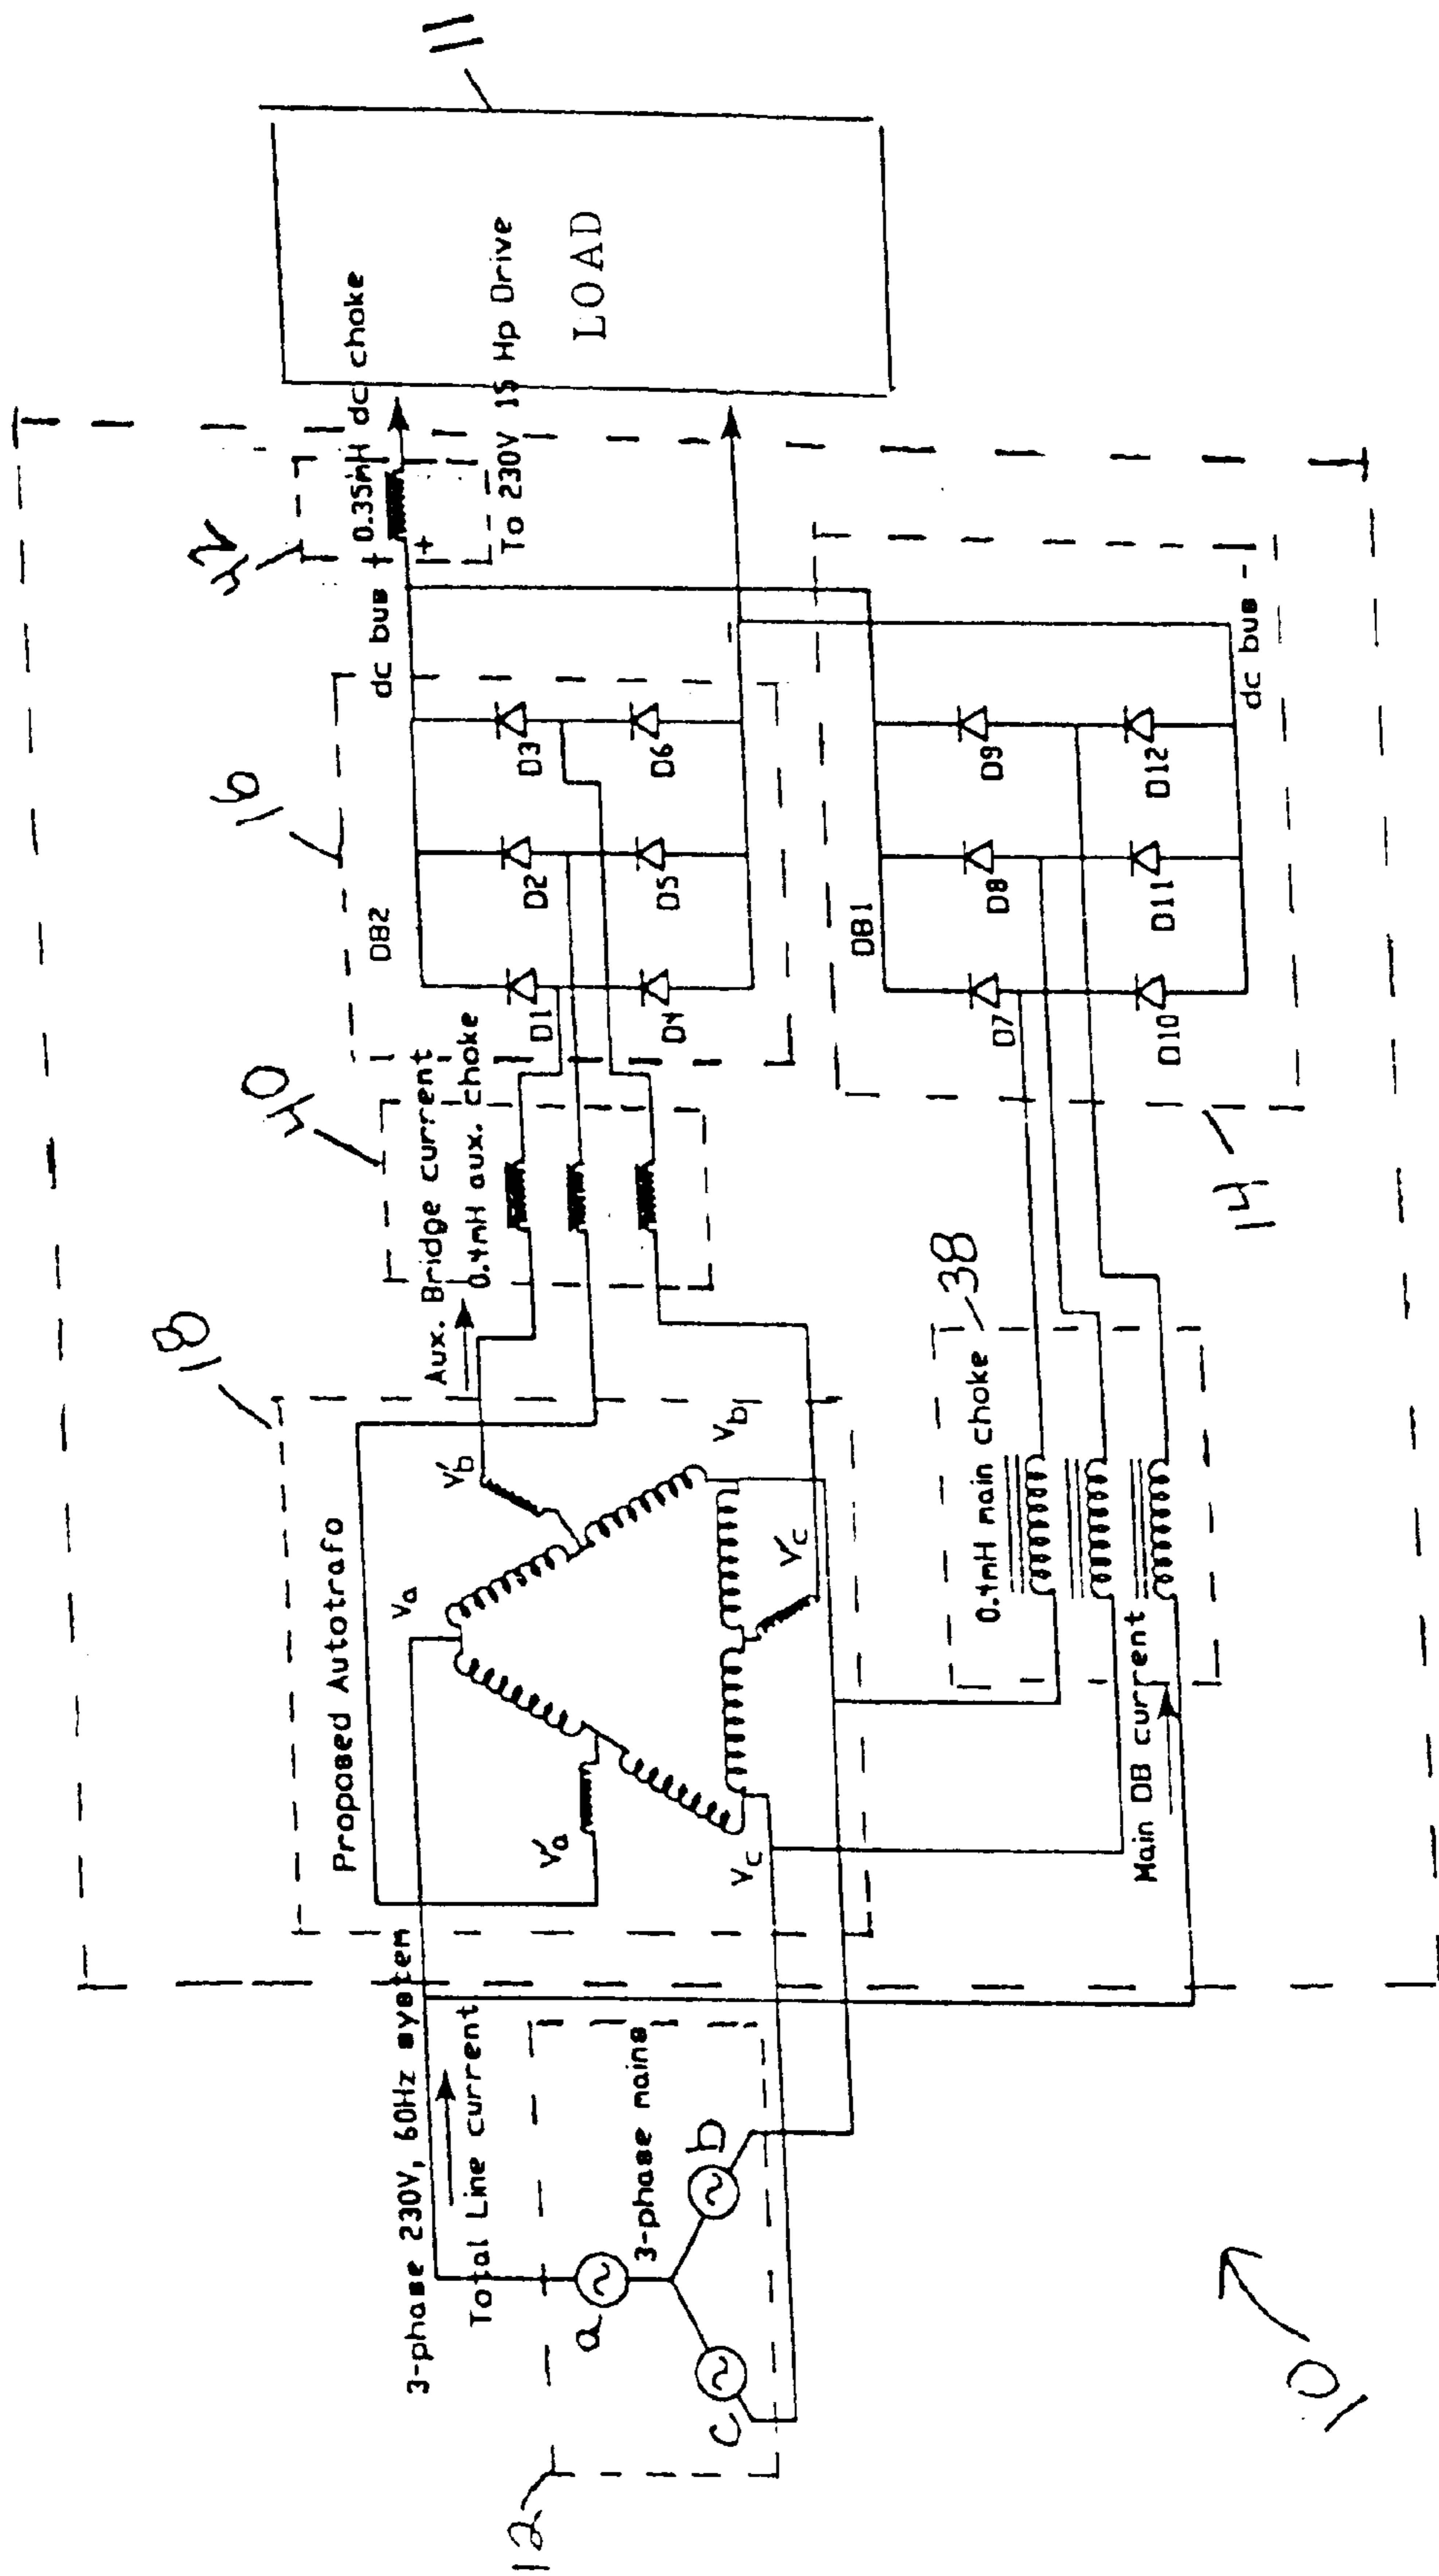 10
12
3-phase 230V, 60Hz system
Total Line current
3-phase mains
a
b
c
18
Proposed Autotrafo
Va
V'a
V'b
Vb
V'c
Vc
Aux. Bridge current
0.4mH aux. choke
40
0.4mH main choke
38
Main DB current
16
DB2
D1
D2
D3
D4
D5
D6
dc bus +
14
DB1
D7
D8
D9
D10
D11
D12
dc bus -
42
0.35mH dc choke
+
To 230V 15 Hp Drive
LOAD
11